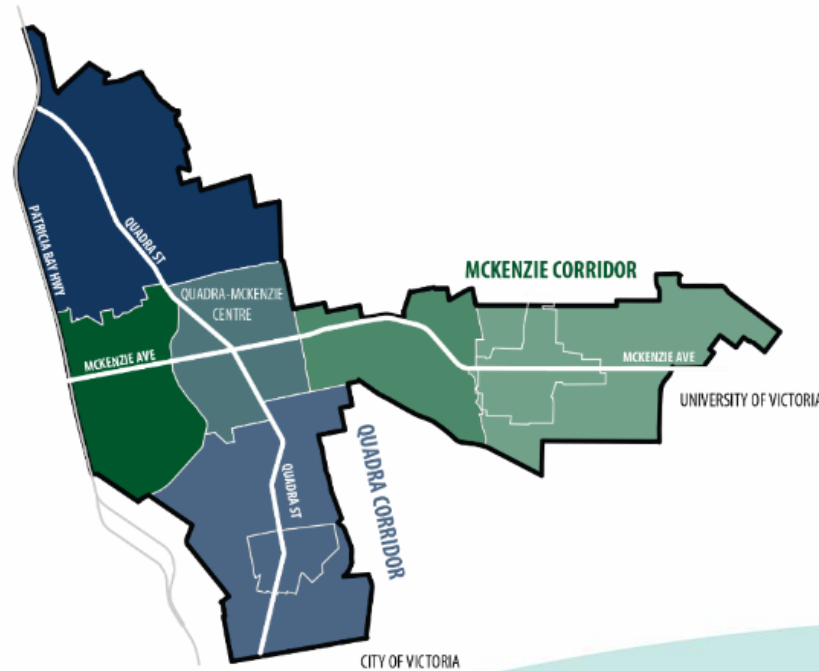 PATRICIA BAY HWY
QUADRA ST
QUADRA-MCKENZIE
CENTRE
MCKENZIE CORRIDOR
MCKENZIE AVE
MCKENZIE AVE
UNIVERSITY OF VICTORIA
QUADRA ST
QUADRA CORRIDOR
CITY OF VICTORIA